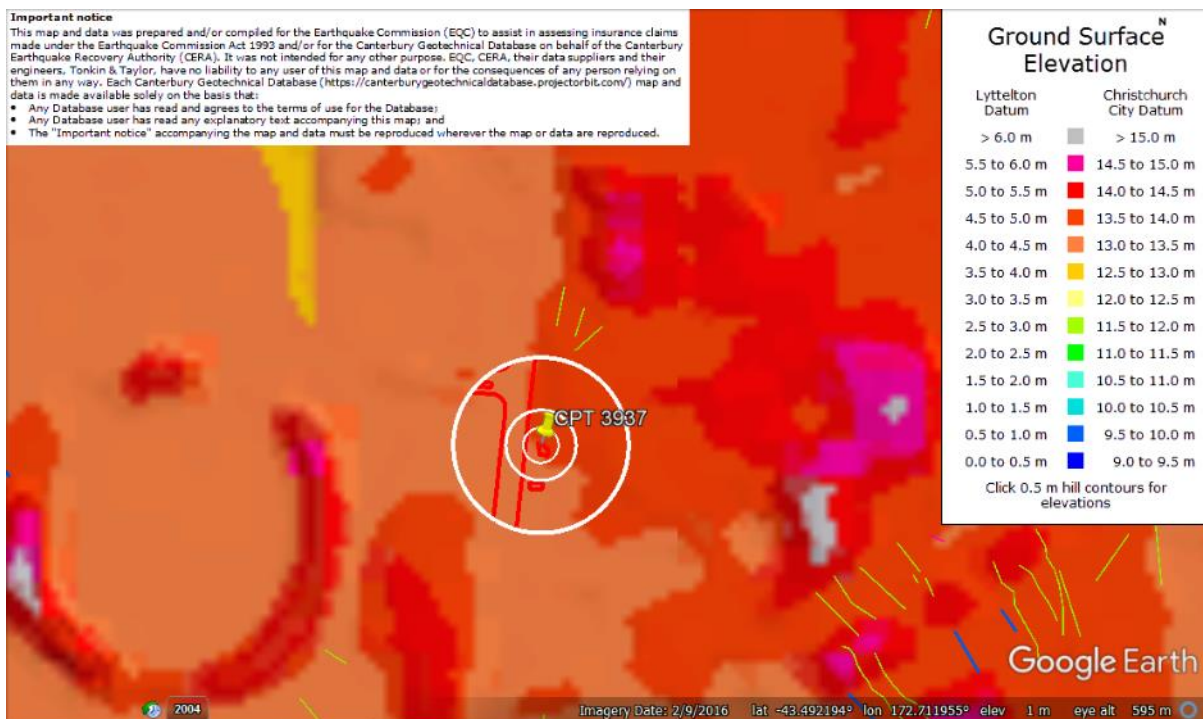 Important notice
This map and data was prepared and/or compiled for the Earthquake Commission (EQC) to assist in assessing insurance claims
made under the Earthquake Commission Act 1993 and/or for the Canterbury Geotechnical Database on behalf of the Canterbury
Earthquake Recovery Authority (CERA). It was not intended for any other purpose. EQC, CERA, their data suppliers and their
engineers, Tonkin & Taylor, have no liability to any user of this map and data or for the consequences of any person relying on
them in any way. Each Canterbury Geotechnical Database (https://canterburygeotechnicaldatabase.projectorbit.com/) map and
data is made available solely on the basis that:
• Any Database user has read and agrees to the terms of use for the Database;
• Any Database user has read any explanatory text accompanying this map; and
• The "Important notice" accompanying the map and data must be reproduced wherever the map or data are reproduced.
N
Ground Surface
Elevation
Lyttelton Christchurch
Datum City Datum
> 6.0 m > 15.0 m
5.5 to 6.0 m 14.5 to 15.0 m
5.0 to 5.5 m 14.0 to 14.5 m
4.5 to 5.0 m 13.5 to 14.0 m
4.0 to 4.5 m 13.0 to 13.5 m
3.5 to 4.0 m 12.5 to 13.0 m
3.0 to 3.5 m 12.0 to 12.5 m
2.5 to 3.0 m 11.5 to 12.0 m
2.0 to 2.5 m 11.0 to 11.5 m
1.5 to 2.0 m 10.5 to 11.0 m
1.0 to 1.5 m 10.0 to 10.5 m
0.5 to 1.0 m 9.5 to 10.0 m
0.0 to 0.5 m 9.0 to 9.5 m
Click 0.5 m hill contours for
elevations
CPT 3937
Google Earth
2004
Imagery Date: 2/9/2016 lat -43.492194° lon 172.711955° elev 1 m eye alt 595 m